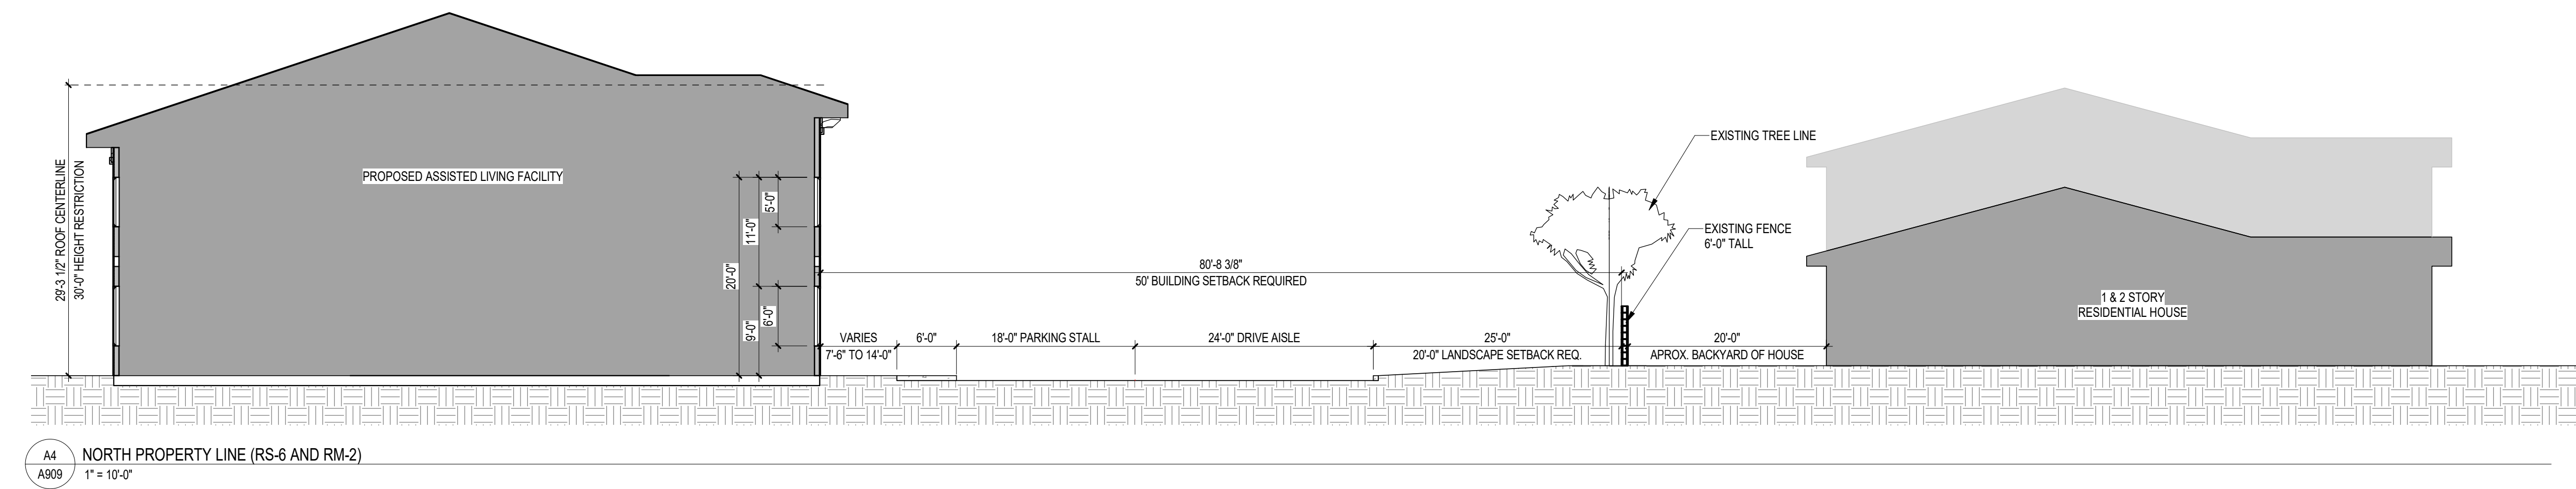 29'-3 1/2" ROOF CENTERLINE
30'-0" HEIGHT RESTRICTION
PROPOSED ASSISTED LIVING FACILITY
20'-0"
11'-0"
9'-0"
5'-0"
6'-0"
80'-8 3/8"
50' BUILDING SETBACK REQUIRED
VARIES
7'-6" TO 14'-0"
6'-0"
18'-0" PARKING STALL
24'-0" DRIVE AISLE
25'-0"
20'-0" LANDSCAPE SETBACK REQ.
20'-0"
APROX. BACKYARD OF HOUSE
EXISTING TREE LINE
EXISTING FENCE
6'-0" TALL
1 & 2 STORY
RESIDENTIAL HOUSE
A4
A909
NORTH PROPERTY LINE (RS-6 AND RM-2)
1" = 10'-0"